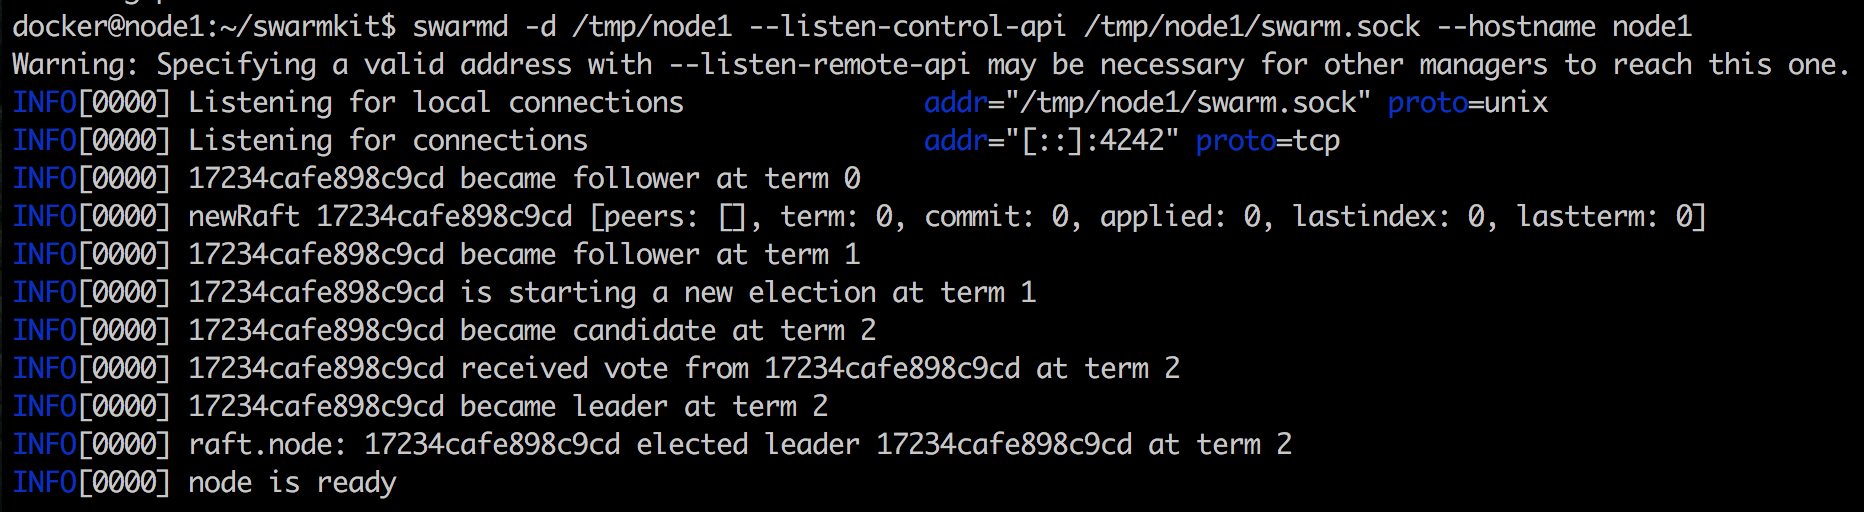 docker@node1:~/swarmkit$ swarmd -d /tmp/node1 --listen-control-api /tmp/node1/swarm.sock --hostname node1
Warning: Specifying a valid address with --listen-remote-api may be necessary for other managers to reach this one.
INFO[0000] Listening for local connections               addr="/tmp/node1/swarm.sock" proto=unix
INFO[0000] Listening for connections                     addr="[::]:4242" proto=tcp
INFO[0000] 17234cafe898c9cd became follower at term 0
INFO[0000] newRaft 17234cafe898c9cd [peers: [], term: 0, commit: 0, applied: 0, lastindex: 0, lastterm: 0]
INFO[0000] 17234cafe898c9cd became follower at term 1
INFO[0000] 17234cafe898c9cd is starting a new election at term 1
INFO[0000] 17234cafe898c9cd became candidate at term 2
INFO[0000] 17234cafe898c9cd received vote from 17234cafe898c9cd at term 2
INFO[0000] 17234cafe898c9cd became leader at term 2
INFO[0000] raft.node: 17234cafe898c9cd elected leader 17234cafe898c9cd at term 2
INFO[0000] node is ready